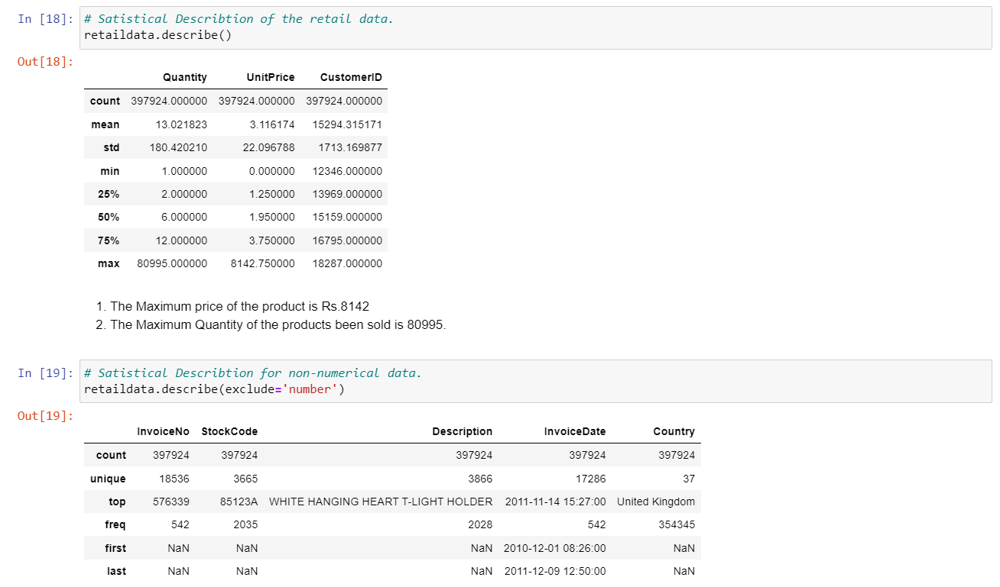 In [18]: # Satistical Describtion of the retail data.
retaildata.describe()
Out[18]:
Quantity UnitPrice CustomerID
count 397924.000000 397924.000000 397924.000000
mean 13.021823 3.116174 15294.315171
std 180.420210 22.096788 1713.169877
min 1.000000 0.000000 12346.000000
25% 2.000000 1.250000 13969.000000
50% 6.000000 1.950000 15159.000000
75% 12.000000 3.750000 16795.000000
max 80995.000000 8142.750000 18287.000000
1. The Maximum price of the product is Rs.8142
2. The Maximum Quantity of the products been sold is 80995.
In [19]: # Satistical Describtion for non-numerical data.
retaildata.describe(exclude='number')
Out[19]:
InvoiceNo StockCode Description InvoiceDate Country
count 397924 397924 397924 397924 397924
unique 18536 3665 3866 17286 37
top 576339 85123A WHITE HANGING HEART T-LIGHT HOLDER 2011-11-14 15:27:00 United Kingdom
freq 542 2035 2028 542 354345
first NaN NaN NaN 2010-12-01 08:26:00 NaN
last NaN NaN NaN 2011-12-09 12:50:00 NaN